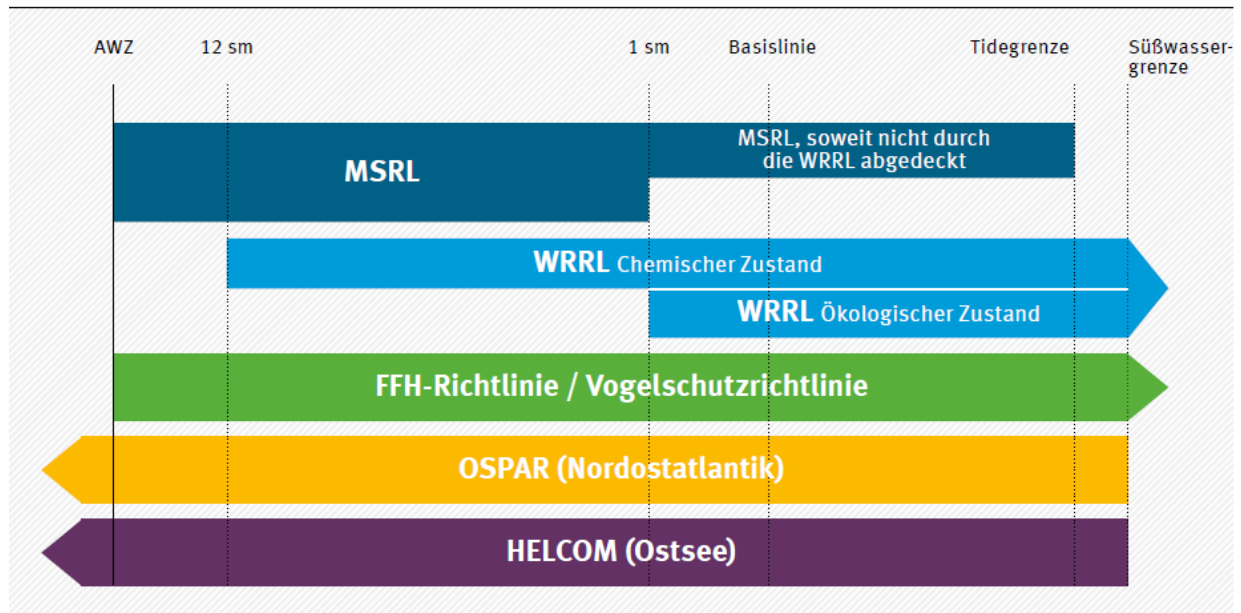 AWZ
12 sm
1 sm
Basislinie
Tidegrenze
Süßwasser-
grenze
MSRL
MSRL, soweit nicht durch
die WRRL abgedeckt
WRRL Chemischer Zustand
WRRL Ökologischer Zustand
FFH-Richtlinie / Vogelschutzrichtlinie
OSPAR (Nordostatlantik)
HELCOM (Ostsee)